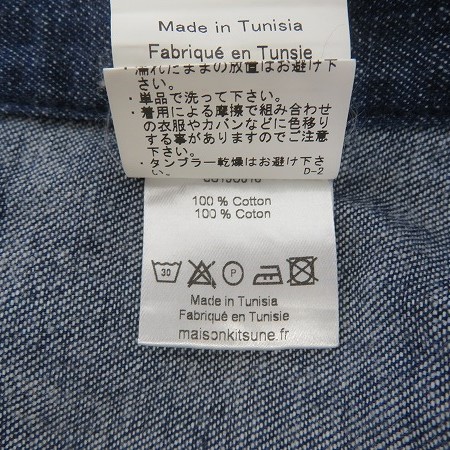 Made in Tunisia
Fabriqué en Tunsie
・濡れたままの放置はお避け下
さい。
・単品で洗って下さい。
・着用による摩擦で組み合わせ
の衣服やカバンなどに色移り
する事がありますのでご注意
下さい。
・タンブラー乾燥はお避け下さ
い。
D-2
100 % Cotton
100 % Coton
30
P
Made in Tunisia
Fabriqué en Tunisie
maisonkitsune.fr